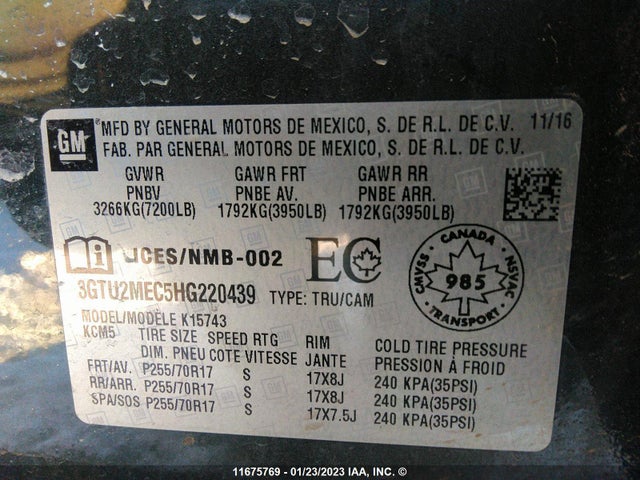 GM ® MFD BY GENERAL MOTORS DE MEXICO, S. DE R.L. DE C.V. 11/16
FAB. PAR GENERAL MOTORS DE MEXICO, S. DE R.L. DE C.V.
GVWR GAWR FRT GAWR RR
PNBV PNBE AV. PNBE ARR.
3266KG(7200LB) 1792KG(3950LB) 1792KG(3950LB)
ICES/NMB-002 EC
CANADA
CMVSS 985 NSVAC
TRANSPORT
3GTU2MEC5HG220439 TYPE: TRU/CAM
MODEL/MODÈLE K15743
KCM5 TIRE SIZE SPEED RTG RIM COLD TIRE PRESSURE
DIM. PNEU COTE VITESSE JANTE PRESSION À FROID
FRT/AV. P255/70R17 S 17X8J 240 KPA(35PSI)
RR/ARR. P255/70R17 S 17X8J 240 KPA(35PSI)
SPA/SOS P255/70R17 S 17X7.5J 240 KPA(35PSI)
11675769 - 01/23/2023 IAA, INC. ©